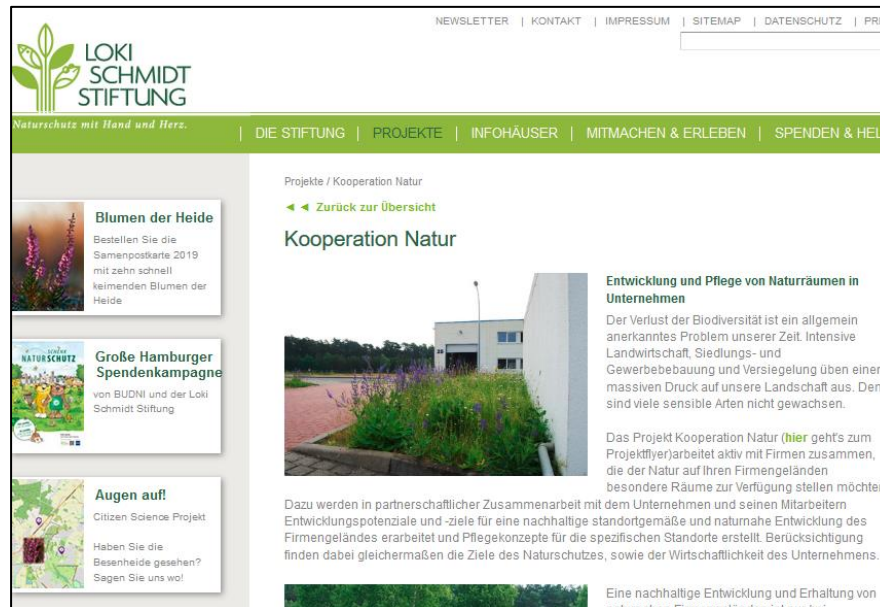 NEWSLETTER | KONTAKT | IMPRESSUM | SITEMAP | DATENSCHUTZ |
LOKI
SCHMIDT
STIFTUNG
Naturschutz mit Hand und Herz.
| DIE STIFTUNG | PROJEKTE | INFOHÄUSER | MITMACHEN & ERLEBEN | SPENDEN &
Blumen der Heide
Bestellen Sie die
Samenpostkarte 2019
mit zehn schnell
keimenden Blumen der
Heide
NATURSCHUTZ
Große Hamburger
Spendenkampagne
von BUDNI und der Loki
Schmidt Stiftung
Augen auf!
Citizen Science Projekt
Haben Sie die
Besenheide gesehen?
Sagen Sie uns wo!
Projekte / Kooperation Natur
◄ ◄ Zurück zur Übersicht
Kooperation Natur
Entwicklung und Pflege von Naturräumen in
Unternehmen
Der Verlust der Biodiversität ist ein allgemein
anerkanntes Problem unserer Zeit. Intensive
Landwirtschaft, Siedlungs- und
Gewerbebebauung und Versiegelung üben einen
massiven Druck auf unsere Landschaft aus.
sind viele sensible Arten nicht gewachsen.
Das Projekt Kooperation Natur (hier geht's zum
Projektflyer)arbeitet aktiv mit Firmen zusammen,
die der Natur auf Ihren Firmengeländen
besondere Räume zur Verfügung stellen möchten
Dazu werden in partnerschaftlicher Zusammenarbeit mit dem Unternehmen und seinen Mitarbeitern
Entwicklungspotenziale und -ziele für eine nachhaltige standortgemäße und naturnahe Entwicklung des
Firmengeländes erarbeitet und Pflegekonzepte für die spezifischen Standorte erstellt. Berücksichtigung
finden dabei gleichermaßen die Ziele des Naturschutzes, sowie der Wirtschaftlichkeit des Unternehmens.
Eine nachhaltige Entwicklung und Erhaltung von